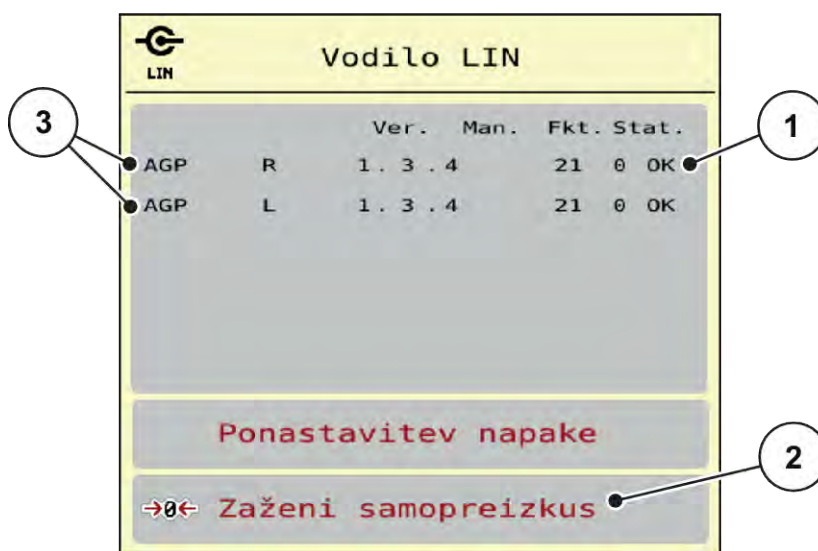 LIN
Vodilo LIN
Ver. Man. Fkt. Stat.
AGP R 1.3.4 21 0 OK
AGP L 1.3.4 21 0 OK
Ponastavitev napake
→0← Zaženi samopreizkus
3
1
2